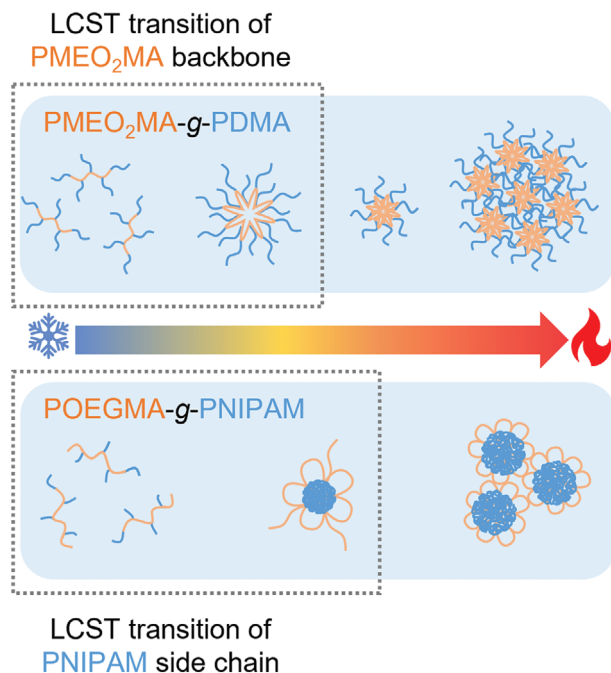 LCST transition of
PMEO₂MA backbone
PMEO₂MA-g-PDMA
POEGMA-g-PNIPAM
LCST transition of
PNIPAM side chain